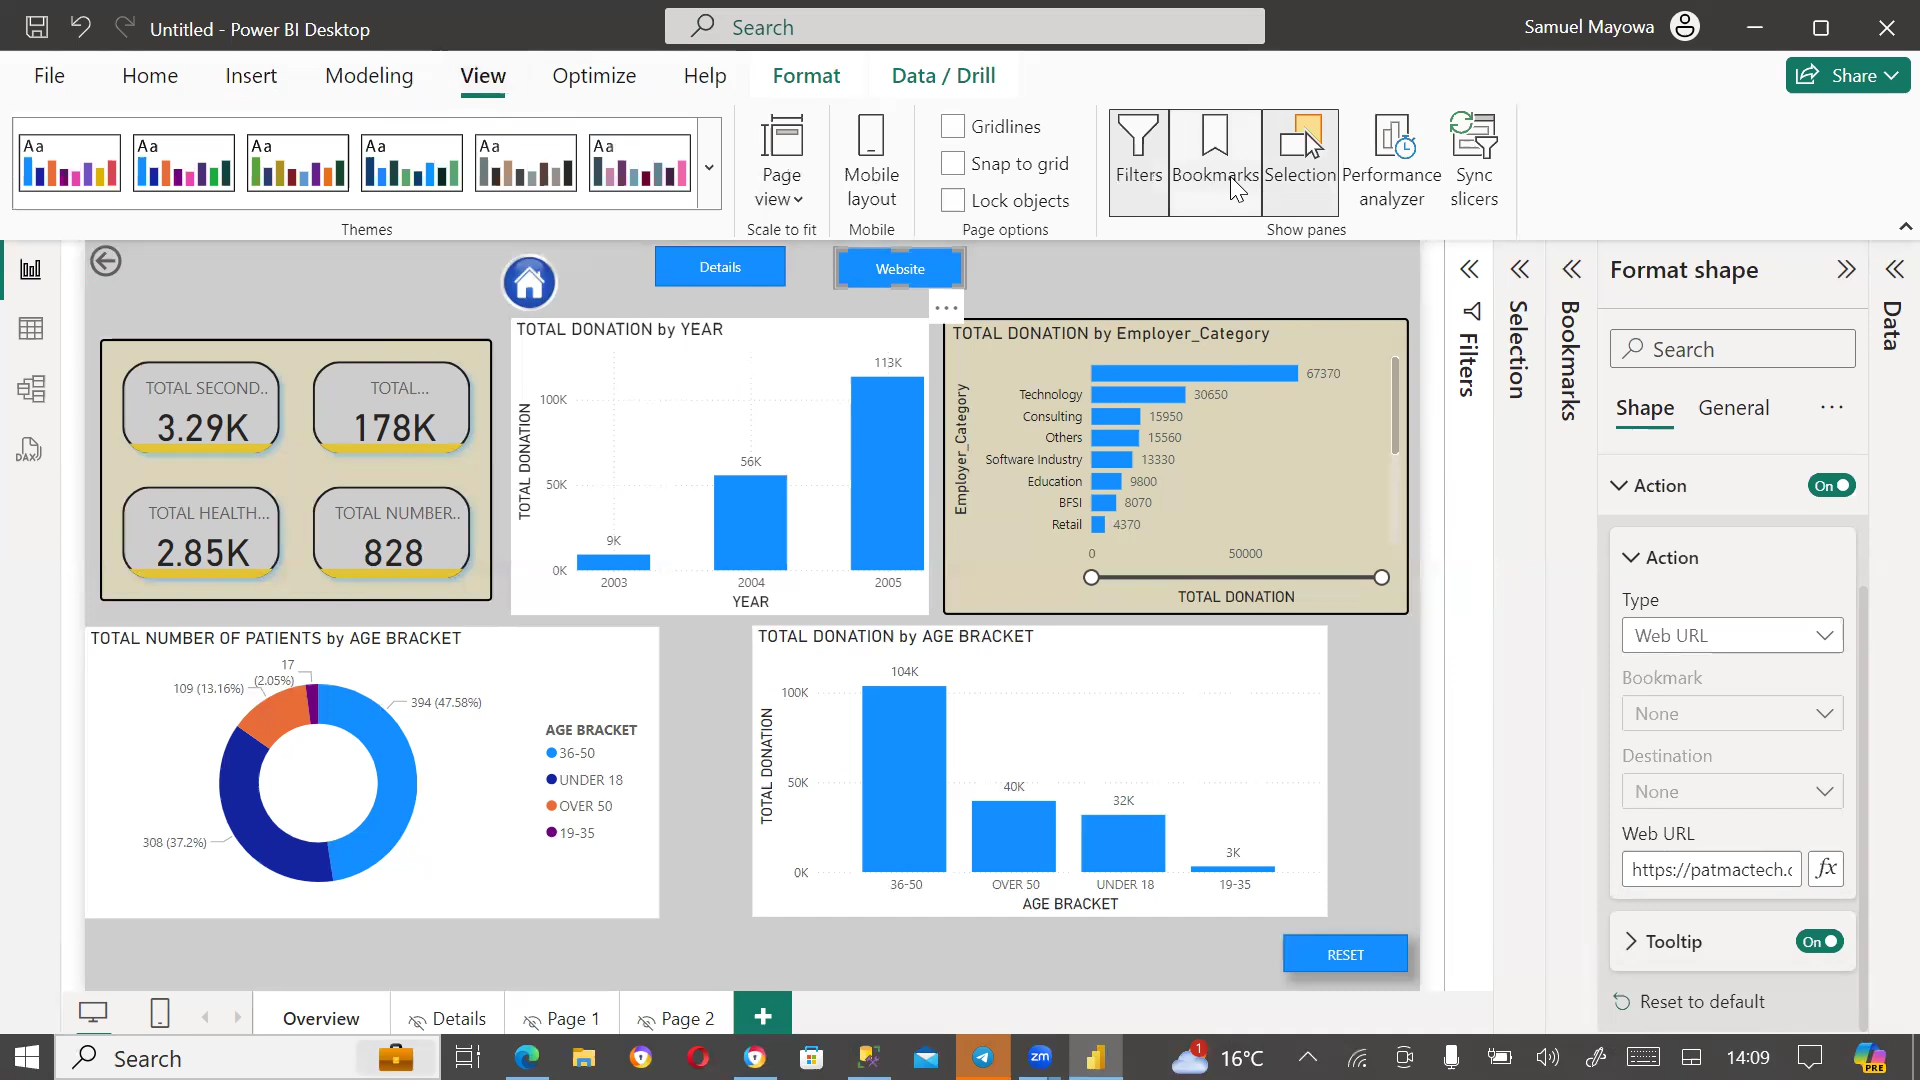 Untitled - Power BI Desktop
Search
Samuel Mayowa
File
Home
Insert
Modeling
View
Optimize
Help
Format
Data / Drill
Share
Aa
Aa
Aa
Aa
Aa
Aa
Themes
Page
view
Scale to fit
Mobile
layout
Mobile
Gridlines
Snap to grid
Lock objects
Page options
Filters
Bookmarks
Selection
Performance
analyzer
Sync
slicers
Show panes
Details
Website
TOTAL SECOND..
3.29K
TOTAL...
178K
TOTAL HEALTH...
2.85K
TOTAL NUMBER..
828
TOTAL DONATION by YEAR
TOTAL DONATION
100K
50K
0K
9K
56K
113K
2003
2004
2005
YEAR
TOTAL DONATION by Employer_Category
Employer_Category
67370
Technology 30650
Consulting 15950
Others 15560
Software Industry 13330
Education 9800
BFSI 8070
Retail 4370
0
50000
TOTAL DONATION
TOTAL NUMBER OF PATIENTS by AGE BRACKET
17
(2.05%)
109 (13.16%)
394 (47.58%)
308 (37.2%)
AGE BRACKET
36-50
UNDER 18
OVER 50
19-35
TOTAL DONATION by AGE BRACKET
TOTAL DONATION
100K
50K
0K
104K
40K
32K
3K
36-50
OVER 50
UNDER 18
19-35
AGE BRACKET
RESET
Filters
Selection
Bookmarks
Format shape
Search
Shape
General
Action
On
Action
Type
Web URL
Bookmark
None
Destination
None
Web URL
https://patmactech.c
fx
Tooltip
On
Reset to default
Data
DAX
Overview
Details
Page 1
Page 2
Search
zm
1
16°C
14:09
PRE